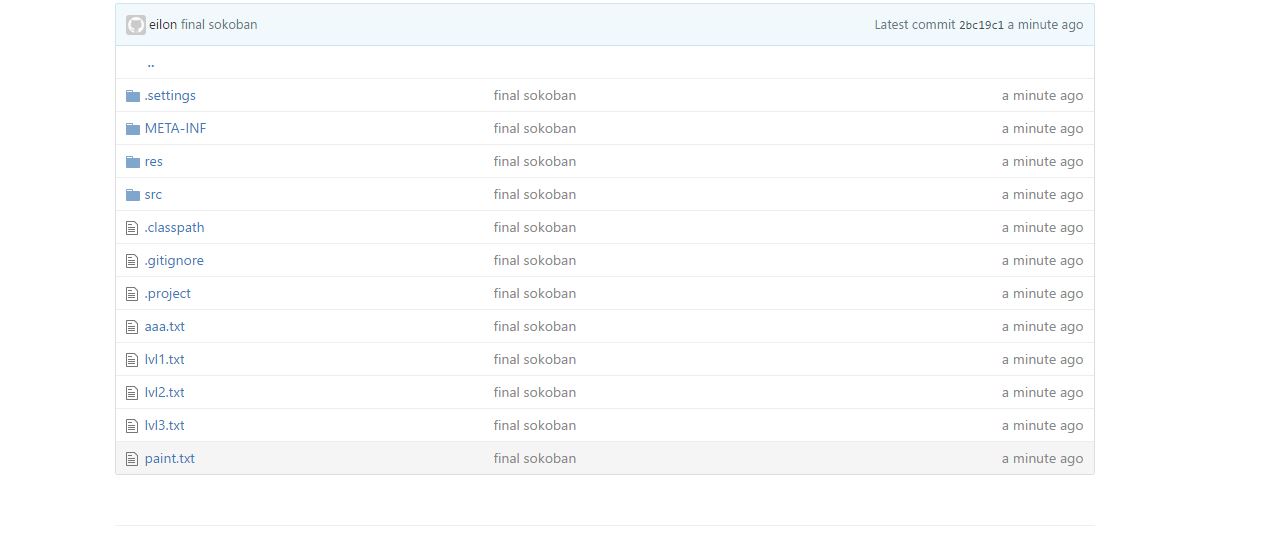 eilon final sokoban Latest commit 2bc19c1 a minute ago
..
.settings final sokoban a minute ago
META-INF final sokoban a minute ago
res final sokoban a minute ago
src final sokoban a minute ago
.classpath final sokoban a minute ago
.gitignore final sokoban a minute ago
.project final sokoban a minute ago
aaa.txt final sokoban a minute ago
lvl1.txt final sokoban a minute ago
lvl2.txt final sokoban a minute ago
lvl3.txt final sokoban a minute ago
paint.txt final sokoban a minute ago